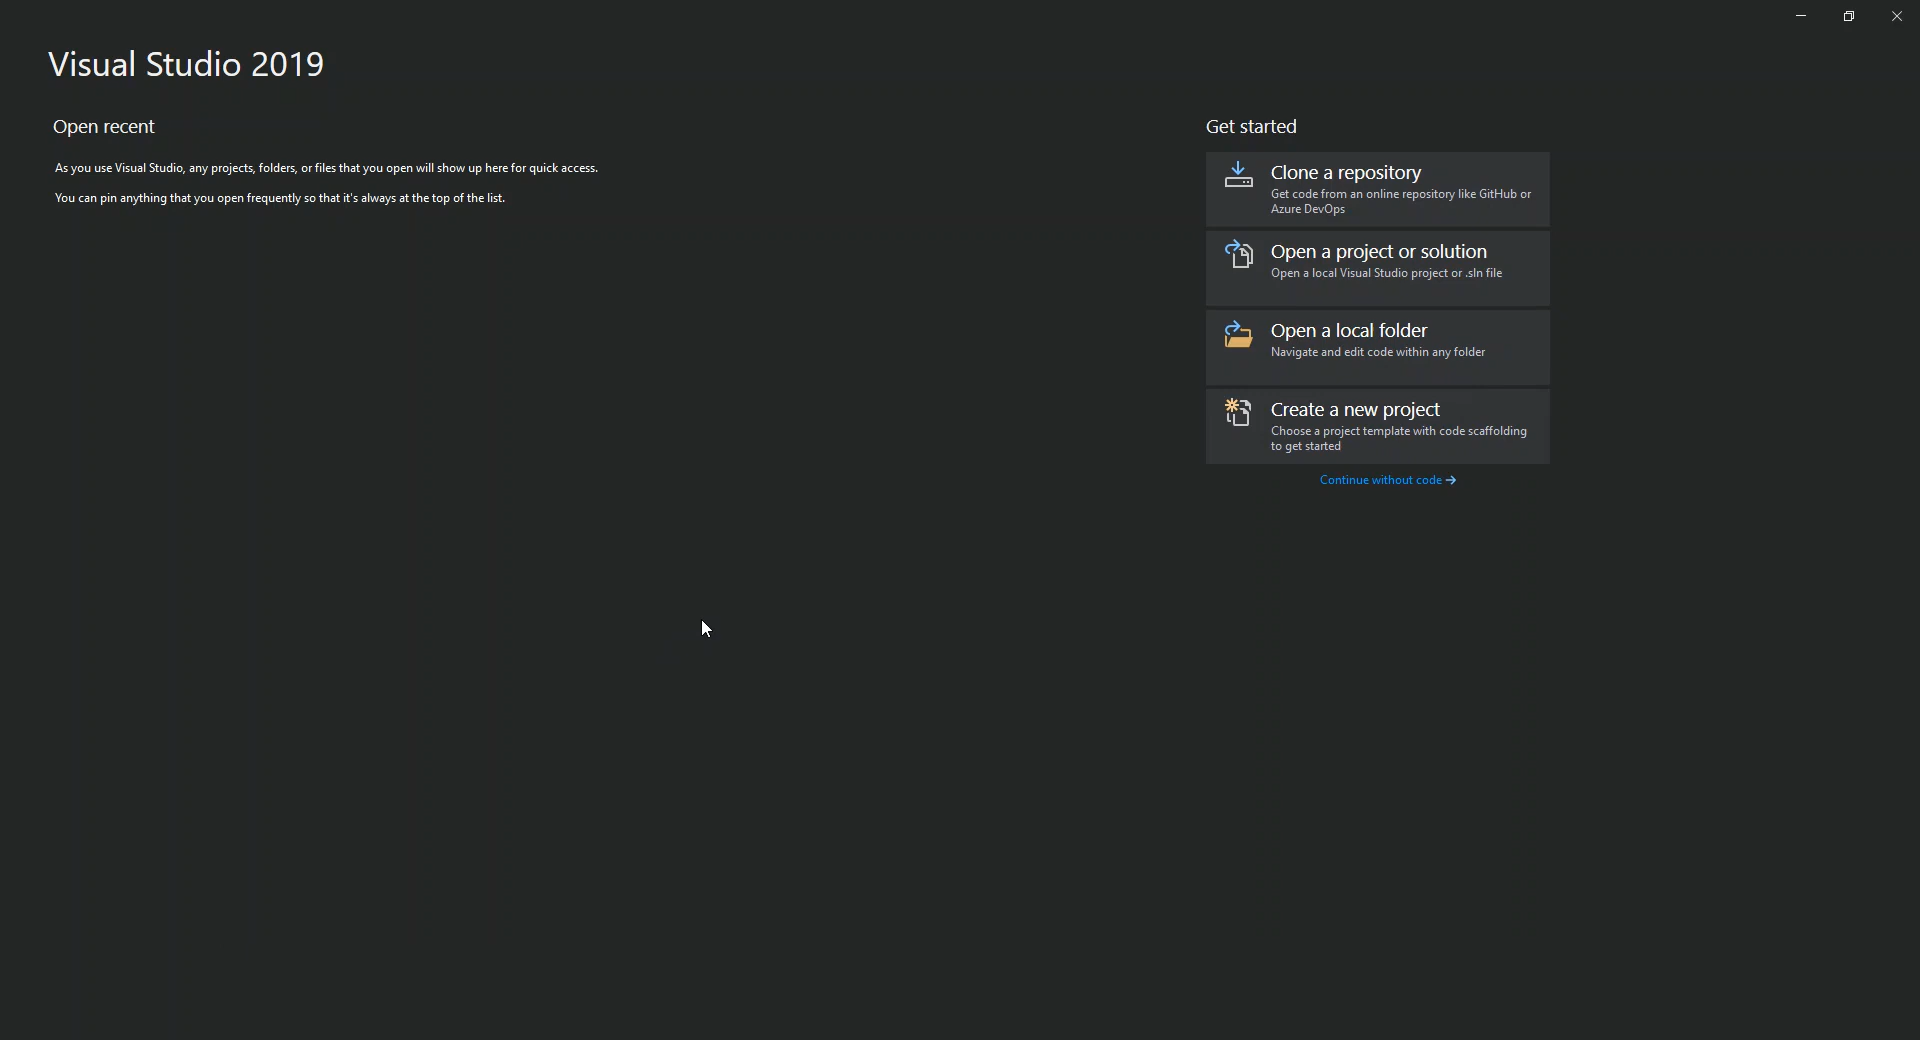 Visual Studio 2019
Open recent
As you use Visual Studio, any projects, folders, or files that you open will show up here for quick access.
You can pin anything that you open frequently so that it's always at the top of the list.
Get started
Clone a repository
Get code from an online repository like GitHub or
Azure DevOps
Open a project or solution
Open a local Visual Studio project or .sln file
Open a local folder
Navigate and edit code within any folder
Create a new project
Choose a project template with code scaffolding
to get started
Continue without code